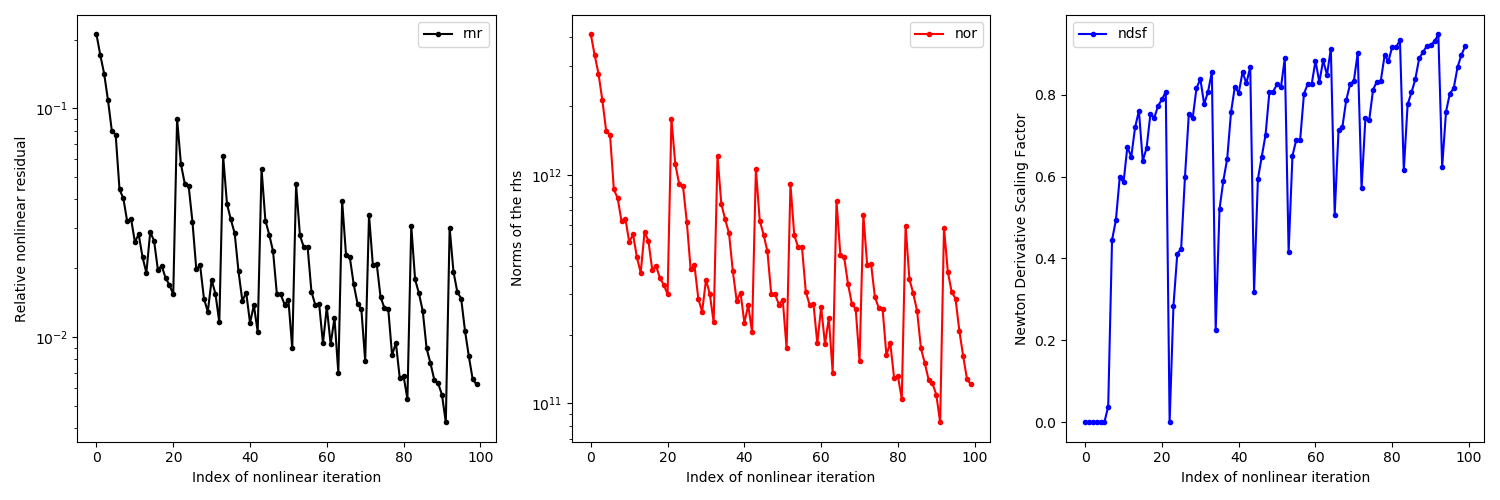 Relative nonlinear residual
10⁻¹
10⁻²
rnr
0 20 40 60 80 100
Index of nonlinear iteration
Norms of the rhs
10¹²
10¹¹
nor
0 20 40 60 80 100
Index of nonlinear iteration
Newton Derivative Scaling Factor
0.8
0.6
0.4
0.2
0.0
ndsf
0 20 40 60 80 100
Index of nonlinear iteration